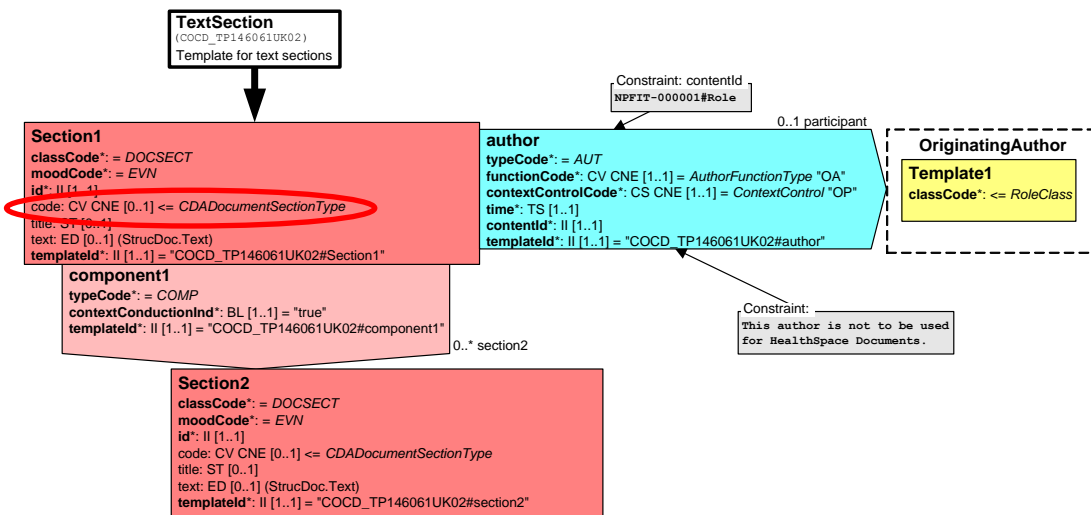 TextSection
(COCD_TP146061UK02)
Template for text sections
Constraint: contentId
NPFIT-000001#Role
0..1 participant
Section1
classCode*: = DOCSECT
moodCode*: = EVN
id*: II [1..1]
code: CV CNE [0..1] <= CDADocumentSectionType
title: ST [0..1]
text: ED [0..1] (StrucDoc.Text)
templateId*: II [1..1] = "COCD_TP146061UK02#Section1"
author
typeCode*: = AUT
functionCode*: CV CNE [1..1] = AuthorFunctionType "OA"
contextControlCode*: CS CNE [1..1] = ContextControl "OP"
time*: TS [1..1]
contentId*: II [1..1]
templateId*: II [1..1] = "COCD_TP146061UK02#author"
OriginatingAuthor
Template1
classCode*: <= RoleClass
component1
typeCode*: = COMP
contextConductionInd*: BL [1..1] = "true"
templateId*: II [1..1] = "COCD_TP146061UK02#component1"
0..* section2
Constraint:
This author is not to be used
for HealthSpace Documents.
Section2
classCode*: = DOCSECT
moodCode*: = EVN
id*: II [1..1]
code: CV CNE [0..1] <= CDADocumentSectionType
title: ST [0..1]
text: ED [0..1] (StrucDoc.Text)
templateId*: II [1..1] = "COCD_TP146061UK02#section2"